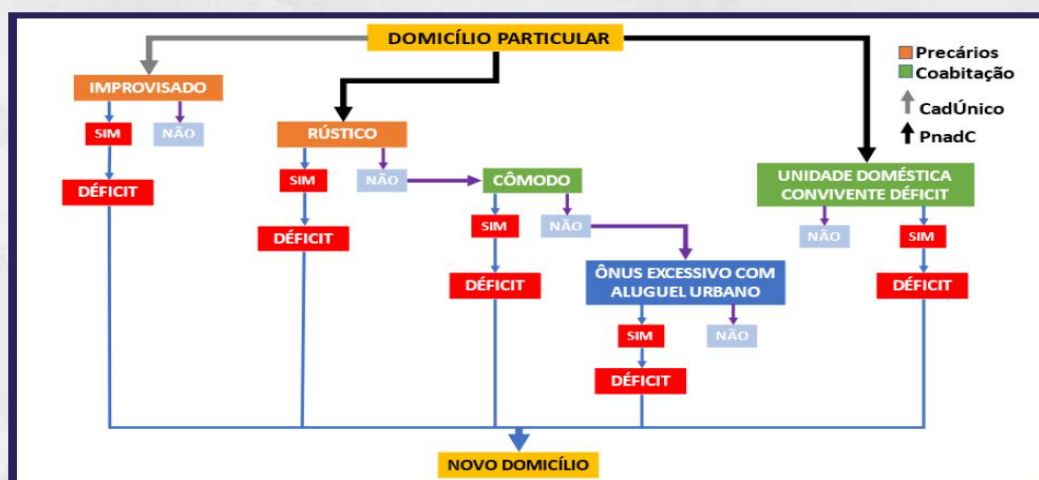 DOMICÍLIO PARTICULAR
Precários
Coabitação
CadÚnico
PnadC
IMPROVISADO
SIM
NÃO
DÉFICIT
RÚSTICO
SIM
NÃO
DÉFICIT
CÔMODO
SIM
NÃO
DÉFICIT
ÔNUS EXCESSIVO COM
ALUGUEL URBANO
SIM
NÃO
DÉFICIT
UNIDADE DOMÉSTICA
CONVIVENTE DÉFICIT
NÃO
SIM
DÉFICIT
NOVO DOMICÍLIO